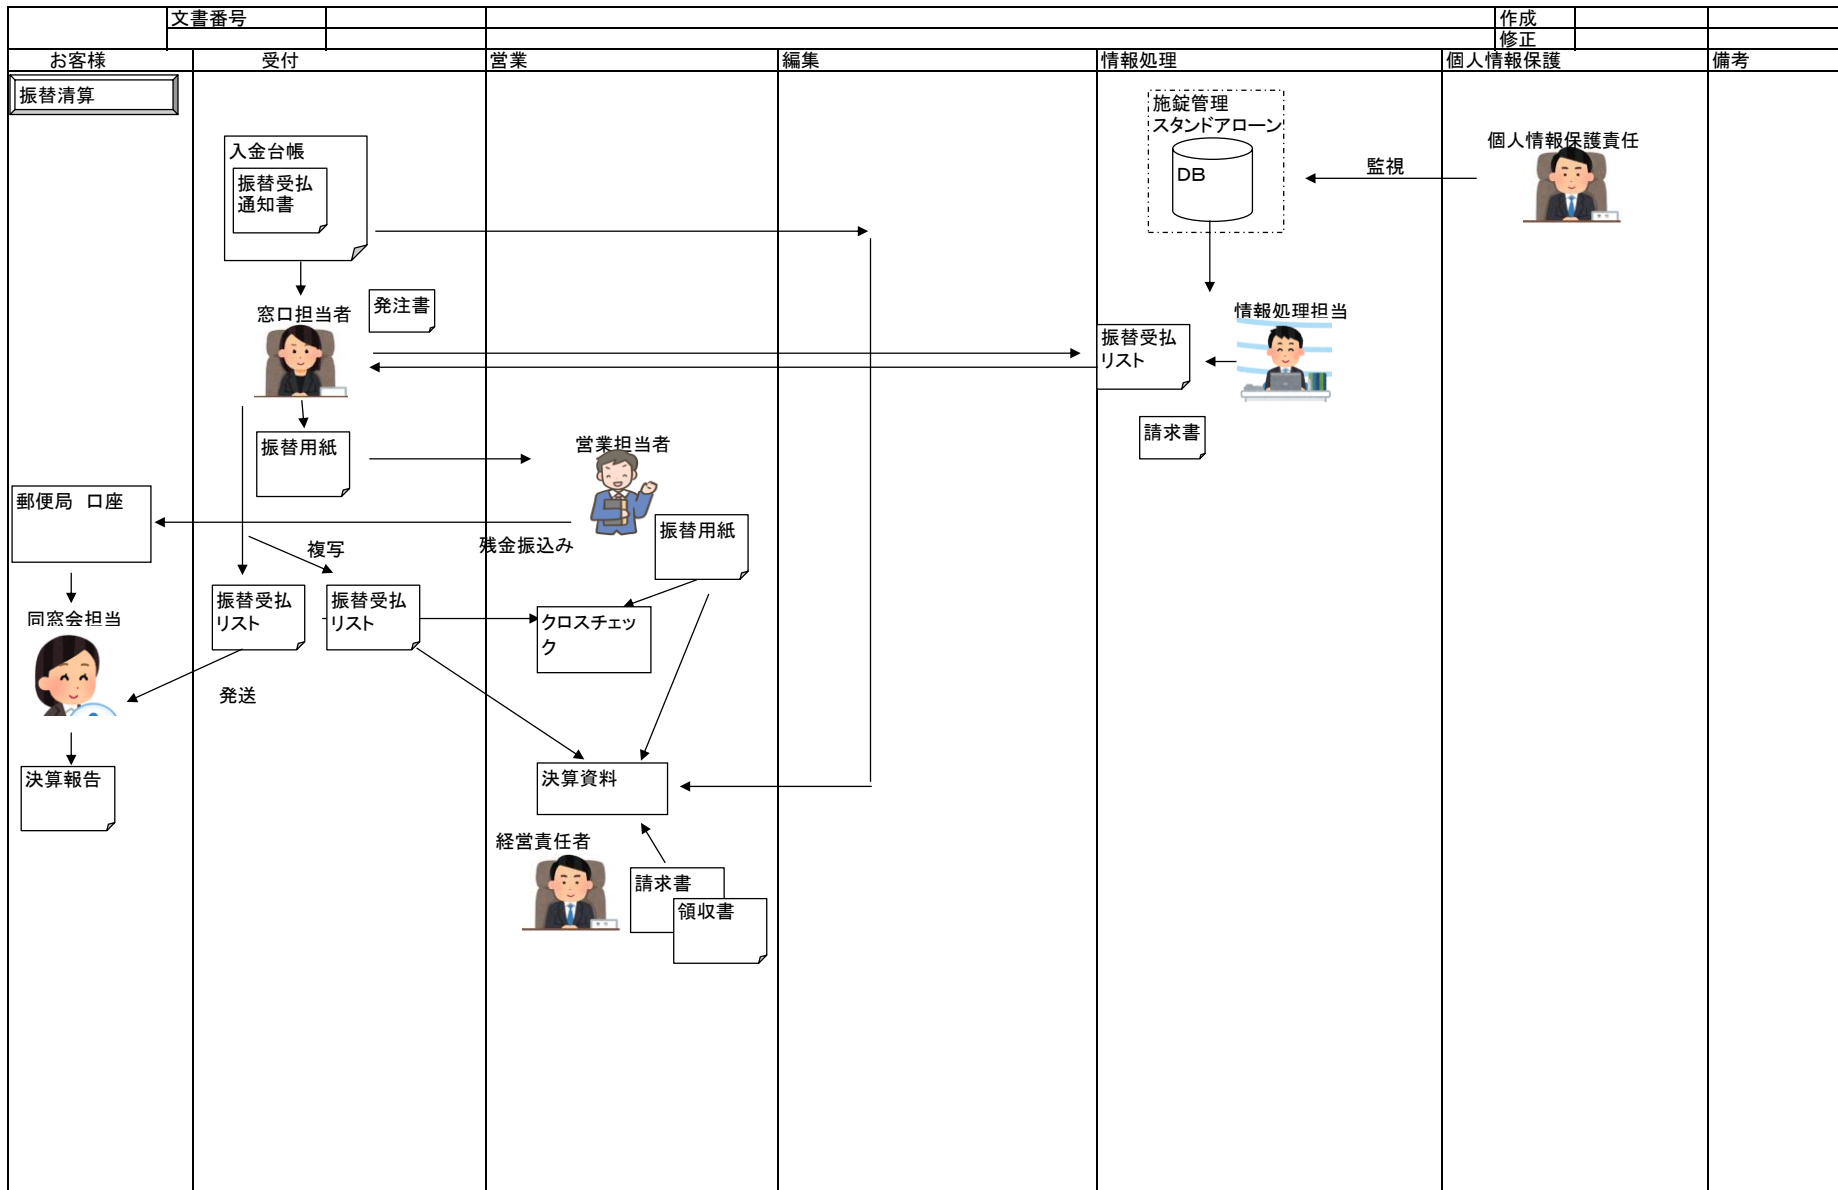 文書番号
作成
修正
お客様
受付
営業
編集
情報処理
個人情報保護
備考
振替清算
施錠管理
スタンドアローン
DB
監視
個人情報保護責任
入金台帳
振替受払
通知書
窓口担当者
発注書
振替受払
リスト
情報処理担当
請求書
振替用紙
営業担当者
郵便局 口座
残金振込み
振替用紙
複写
同窓会担当
振替受払
リスト
振替受払
リスト
クロスチェッ
ク
発送
決算報告
決算資料
経営責任者
請求書
領収書